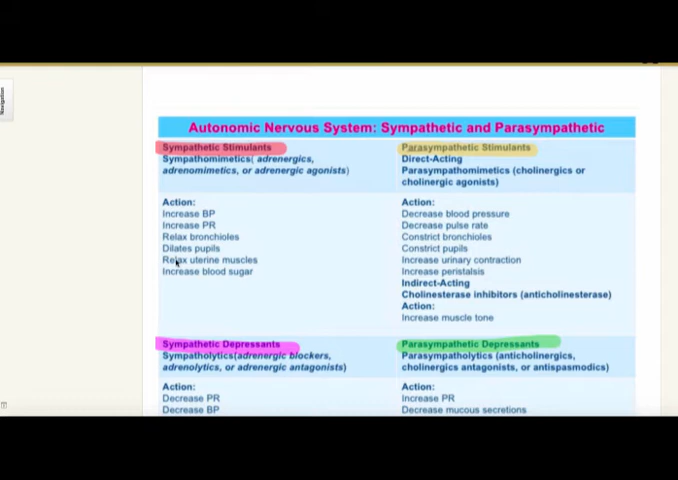 Navigation
Autonomic Nervous System: Sympathetic and Parasympathetic
Sympathetic Stimulants
Sympathomimetics( adrenergics,
adrenomimetics, or adrenergic agonists)
Parasympathetic Stimulants
Direct-Acting
Parasympathomimetics (cholinergics or
cholinergic agonists)
Action:
Increase BP
Increase PR
Relax bronchioles
Dilates pupils
Relax uterine muscles
Increase blood sugar
Action:
Decrease blood pressure
Decrease pulse rate
Constrict bronchioles
Constrict pupils
Increase urinary contraction
Increase peristalsis
Indirect-Acting
Cholinesterase inhibitors (anticholinesterase)
Action:
Increase muscle tone
Sympathetic Depressants
Sympatholytics(adrenergic blockers,
adrenolytics, or adrenergic antagonists)
Parasympathetic Depressants
Parasympatholytics (anticholinergics,
cholinergics antagonists, or antispasmodics)
Action:
Decrease PR
Decrease BP
Action:
Increase PR
Decrease mucous secretions